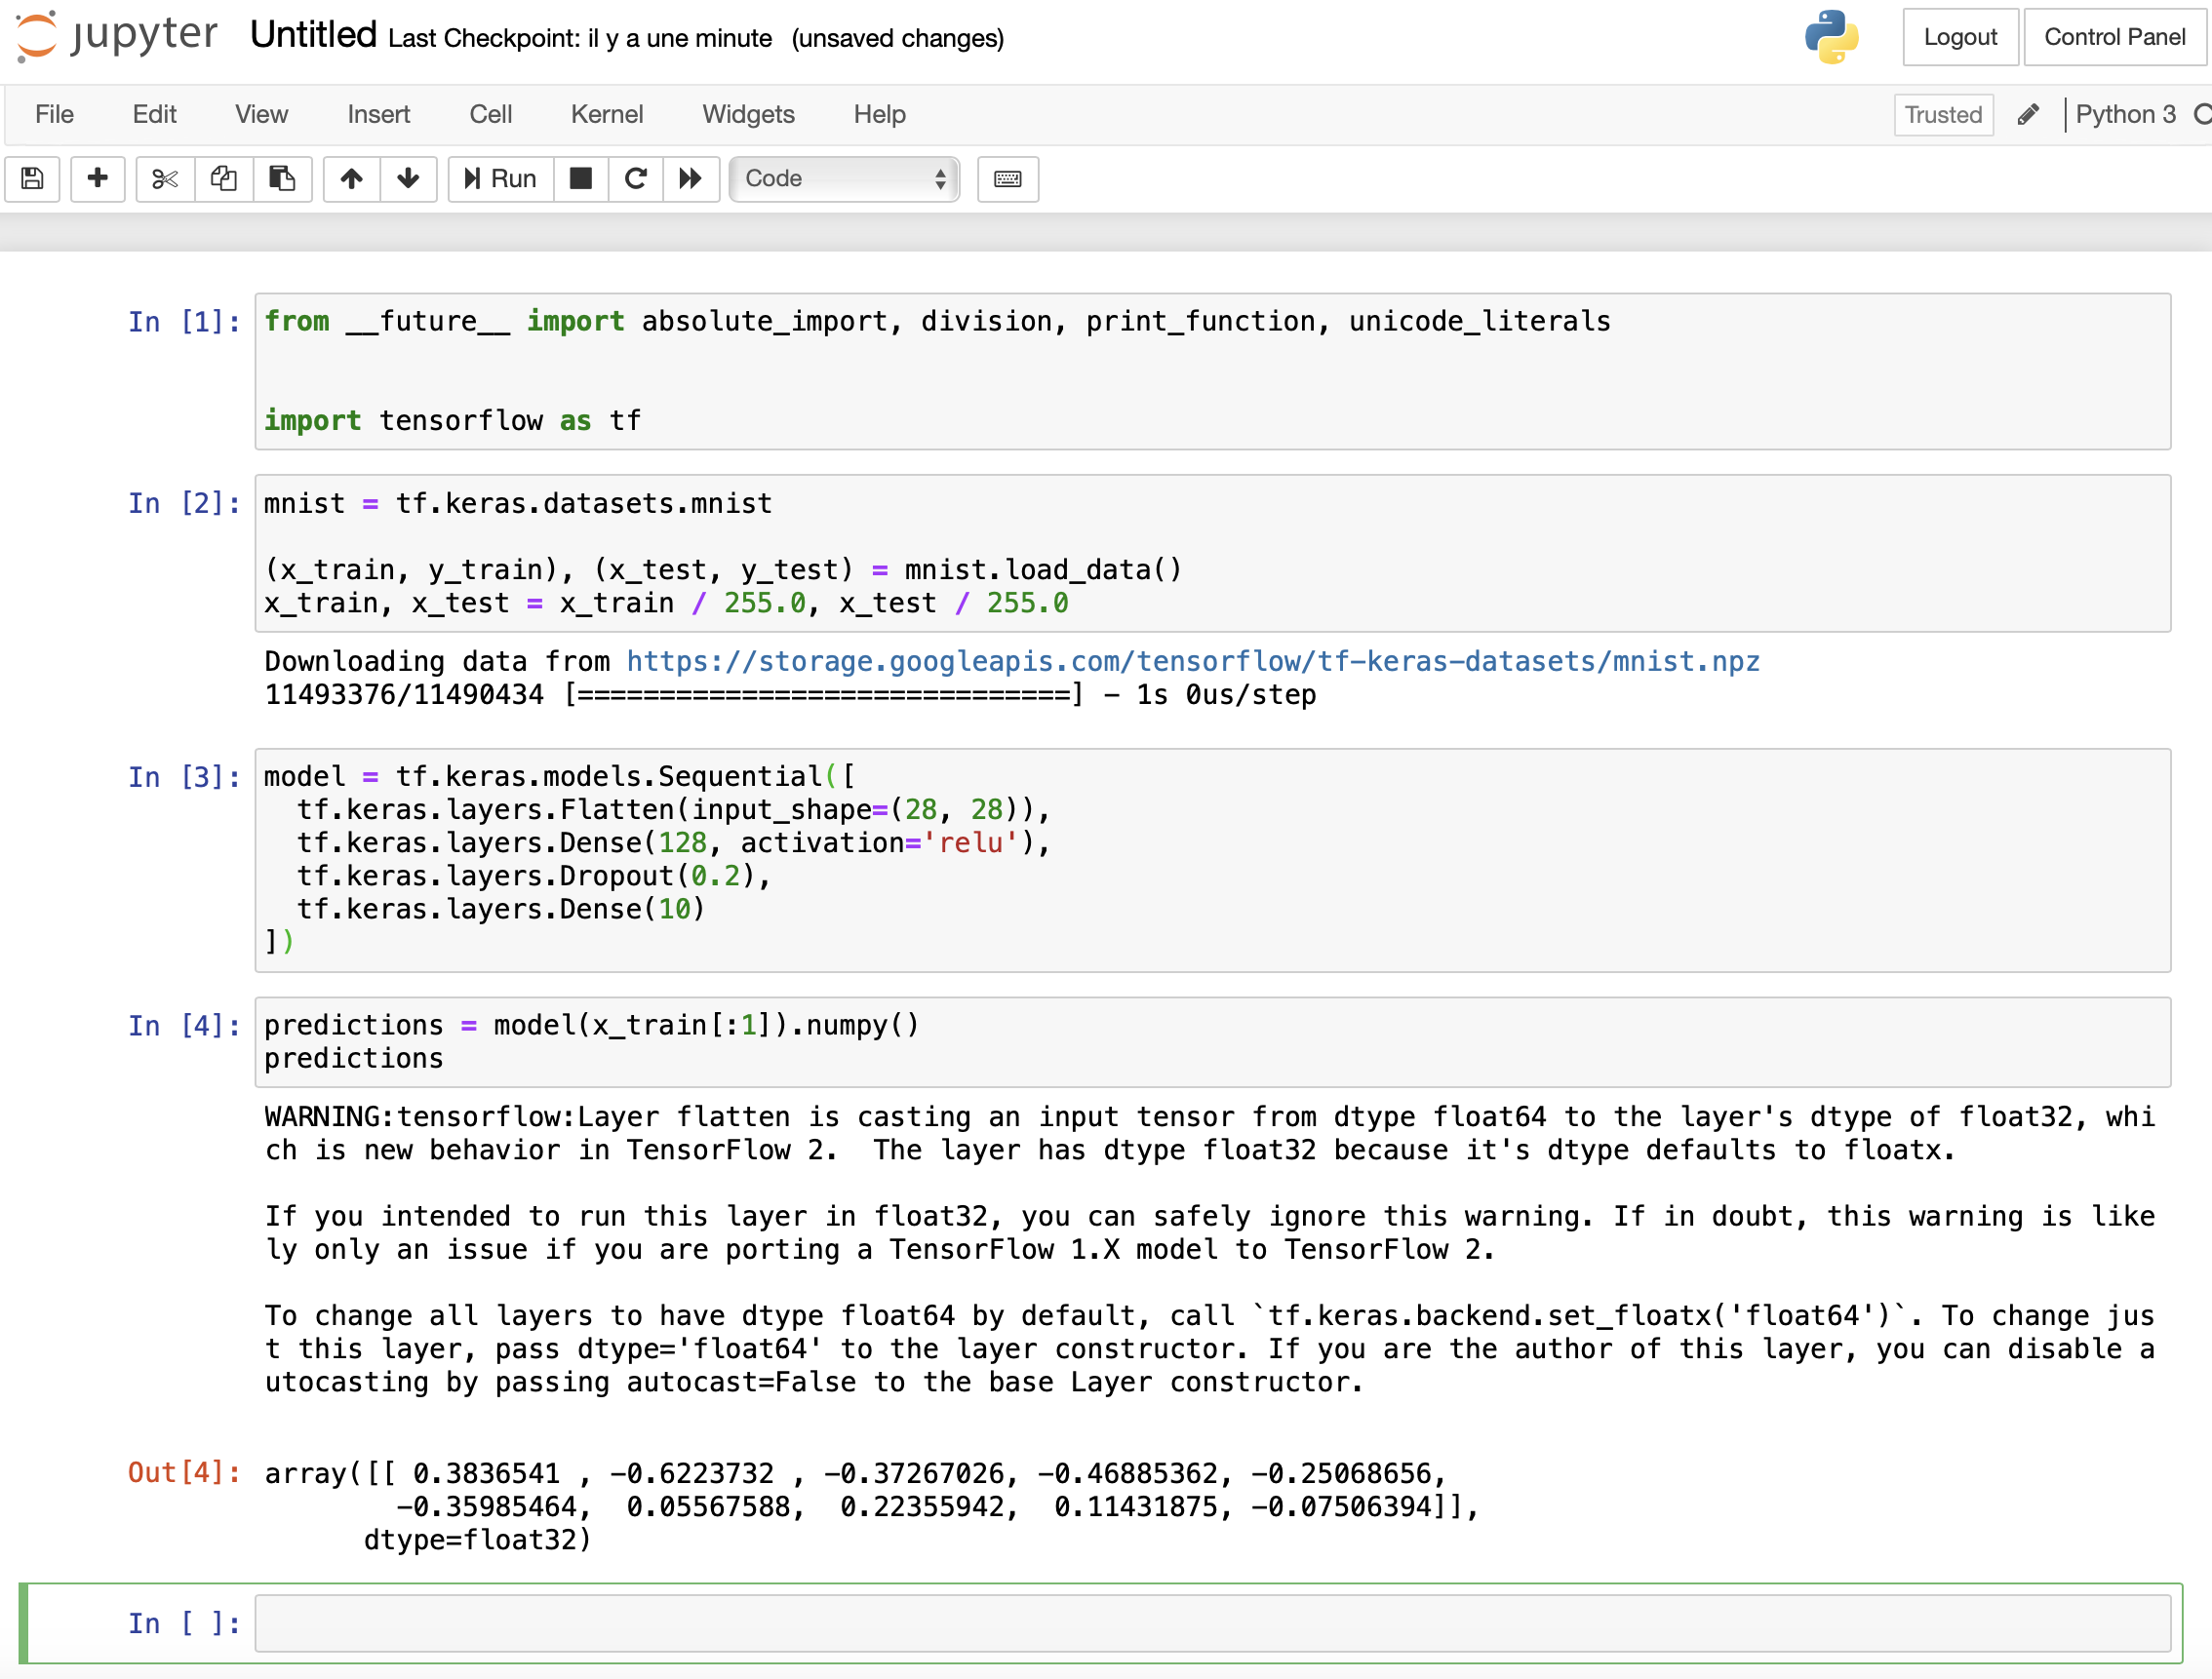 jupyter Untitled Last Checkpoint: il y a une minute (unsaved changes) Logout Control Panel
File Edit View Insert Cell Kernel Widgets Help Trusted Python 3
Run Code
In [1]: from __future__ import absolute_import, division, print_function, unicode_literals
import tensorflow as tf
In [2]: mnist = tf.keras.datasets.mnist
(x_train, y_train), (x_test, y_test) = mnist.load_data()
x_train, x_test = x_train / 255.0, x_test / 255.0
Downloading data from https://storage.googleapis.com/tensorflow/tf-keras-datasets/mnist.npz
11493376/11490434 [==============================] - 1s 0us/step
In [3]: model = tf.keras.models.Sequential([
  tf.keras.layers.Flatten(input_shape=(28, 28)),
  tf.keras.layers.Dense(128, activation='relu'),
  tf.keras.layers.Dropout(0.2),
  tf.keras.layers.Dense(10)
])
In [4]: predictions = model(x_train[:1]).numpy()
predictions
WARNING:tensorflow:Layer flatten is casting an input tensor from dtype float64 to the layer's dtype of float32, whi
ch is new behavior in TensorFlow 2.  The layer has dtype float32 because it's dtype defaults to floatx.
If you intended to run this layer in float32, you can safely ignore this warning. If in doubt, this warning is like
ly only an issue if you are porting a TensorFlow 1.X model to TensorFlow 2.
To change all layers to have dtype float64 by default, call `tf.keras.backend.set_floatx('float64')`. To change jus
t this layer, pass dtype='float64' to the layer constructor. If you are the author of this layer, you can disable a
utocasting by passing autocast=False to the base Layer constructor.
Out[4]: array([[ 0.3836541 , -0.6223732 , -0.37267026, -0.46885362, -0.25068656,
        -0.35985464,  0.05567588,  0.22355942,  0.11431875, -0.07506394]],
      dtype=float32)
In [ ]: